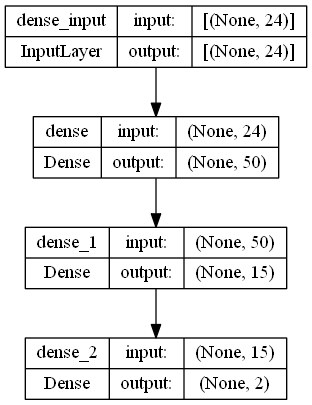 dense_input input: [(None, 24)]
InputLayer output: [(None, 24)]
dense input: (None, 24)
Dense output: (None, 50)
dense_1 input: (None, 50)
Dense output: (None, 15)
dense_2 input: (None, 15)
Dense output: (None, 2)